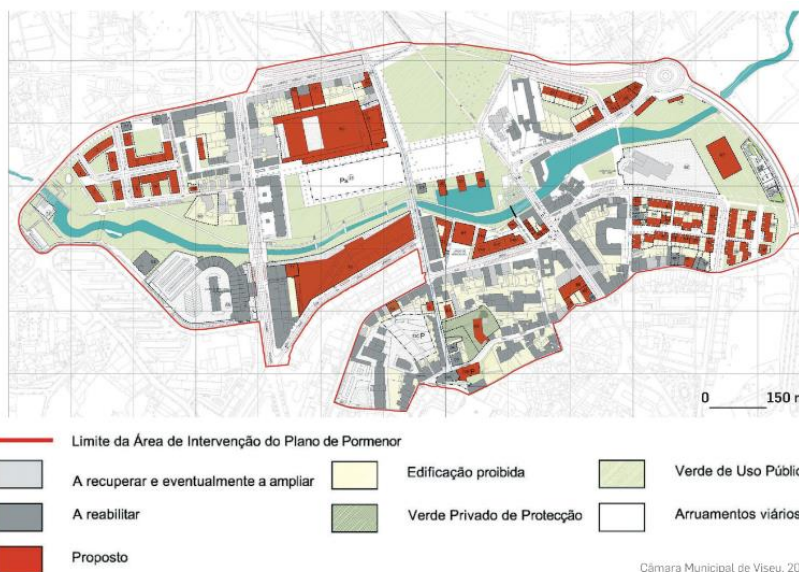 0 150 m
Limite da Área de Intervenção do Plano de Pormenor
A recuperar e eventualmente a ampliar
Edificação proibida
Verde de Uso Públic
A reabilitar
Verde Privado de Protecção
Arruamentos viários
Proposto
Câmara Municipal de Viseu, 20